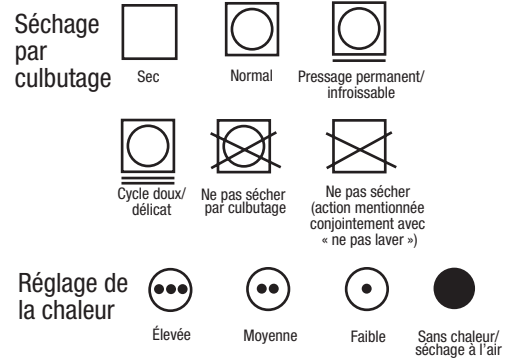 Séchage
par
culbutage
Sec
Normal
Pressage permanent/
infroissable
Cycle doux/
délicat
Ne pas sécher
par culbutage
Ne pas sécher
(action mentionnée
conjointement avec
« ne pas laver »)
Réglage de
la chaleur
Élevée
Moyenne
Faible
Sans chaleur/
séchage à l'air